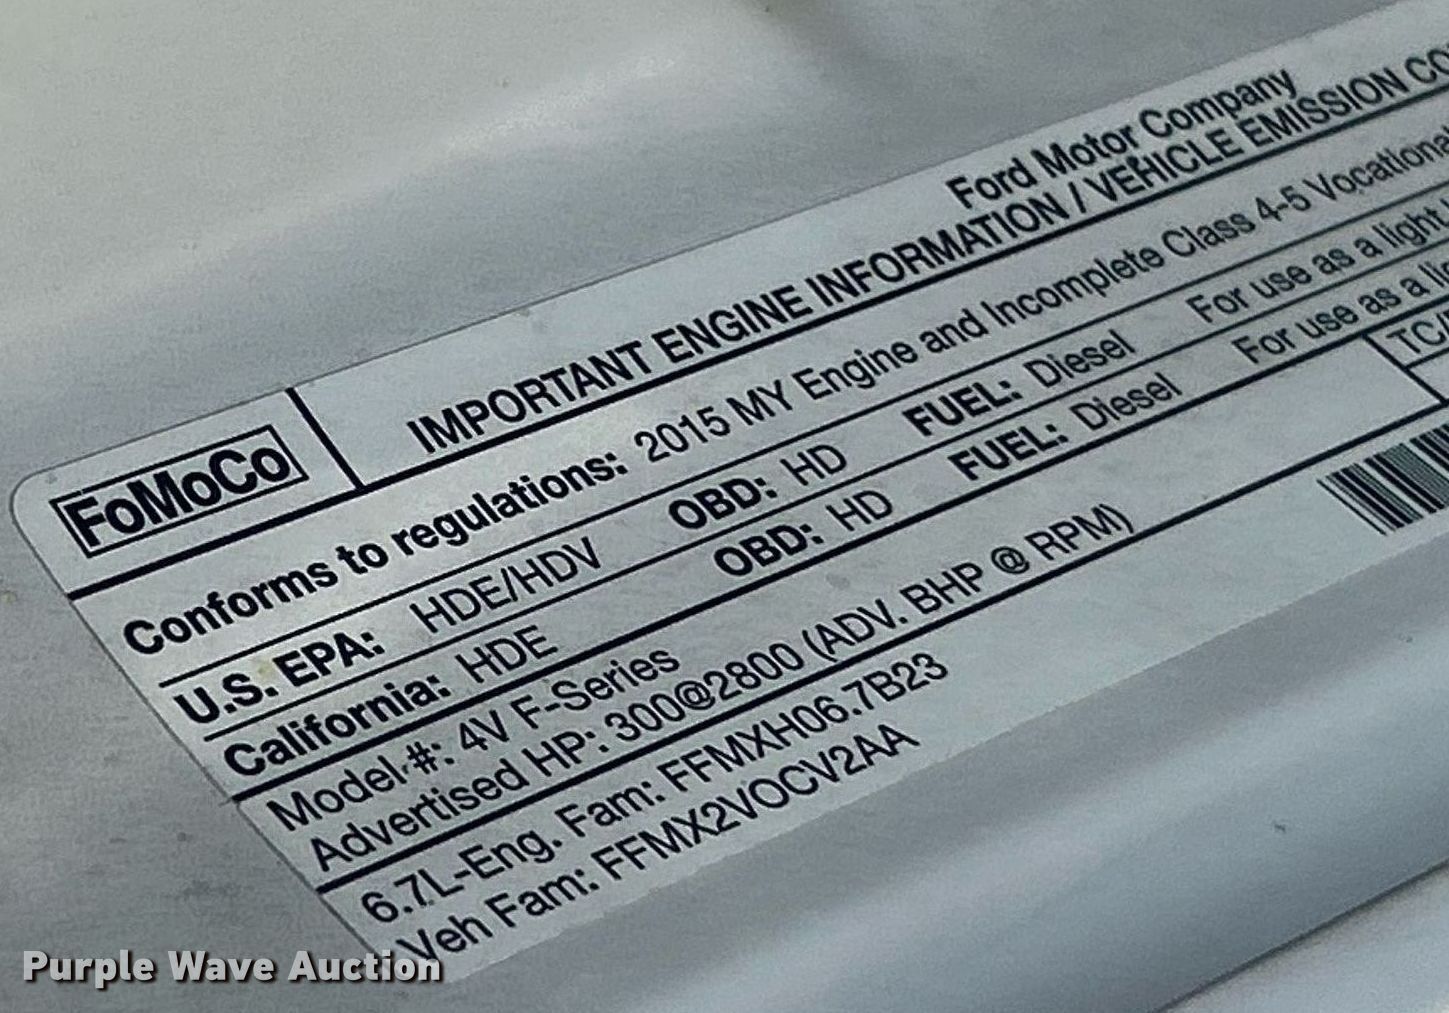 Ford Motor Company
FoMoCo
IMPORTANT ENGINE INFORMATION / VEHICLE EMISSION CO
Conforms to regulations: 2015 MY Engine and Incomplete Class 4-5 Vocationa
U.S. EPA: HDE/HDV OBD: HD FUEL: Diesel For use as a light
California: HDE OBD: HD FUEL: Diesel For use as a li
Model #: 4V F-Series TC/
Advertised HP: 300@2800 (ADV. BHP @ RPM)
6.7L-Eng. Fam: FFMXH06.7B23
Veh Fam: FFMX2VOCV2AA
Purple Wave Auction